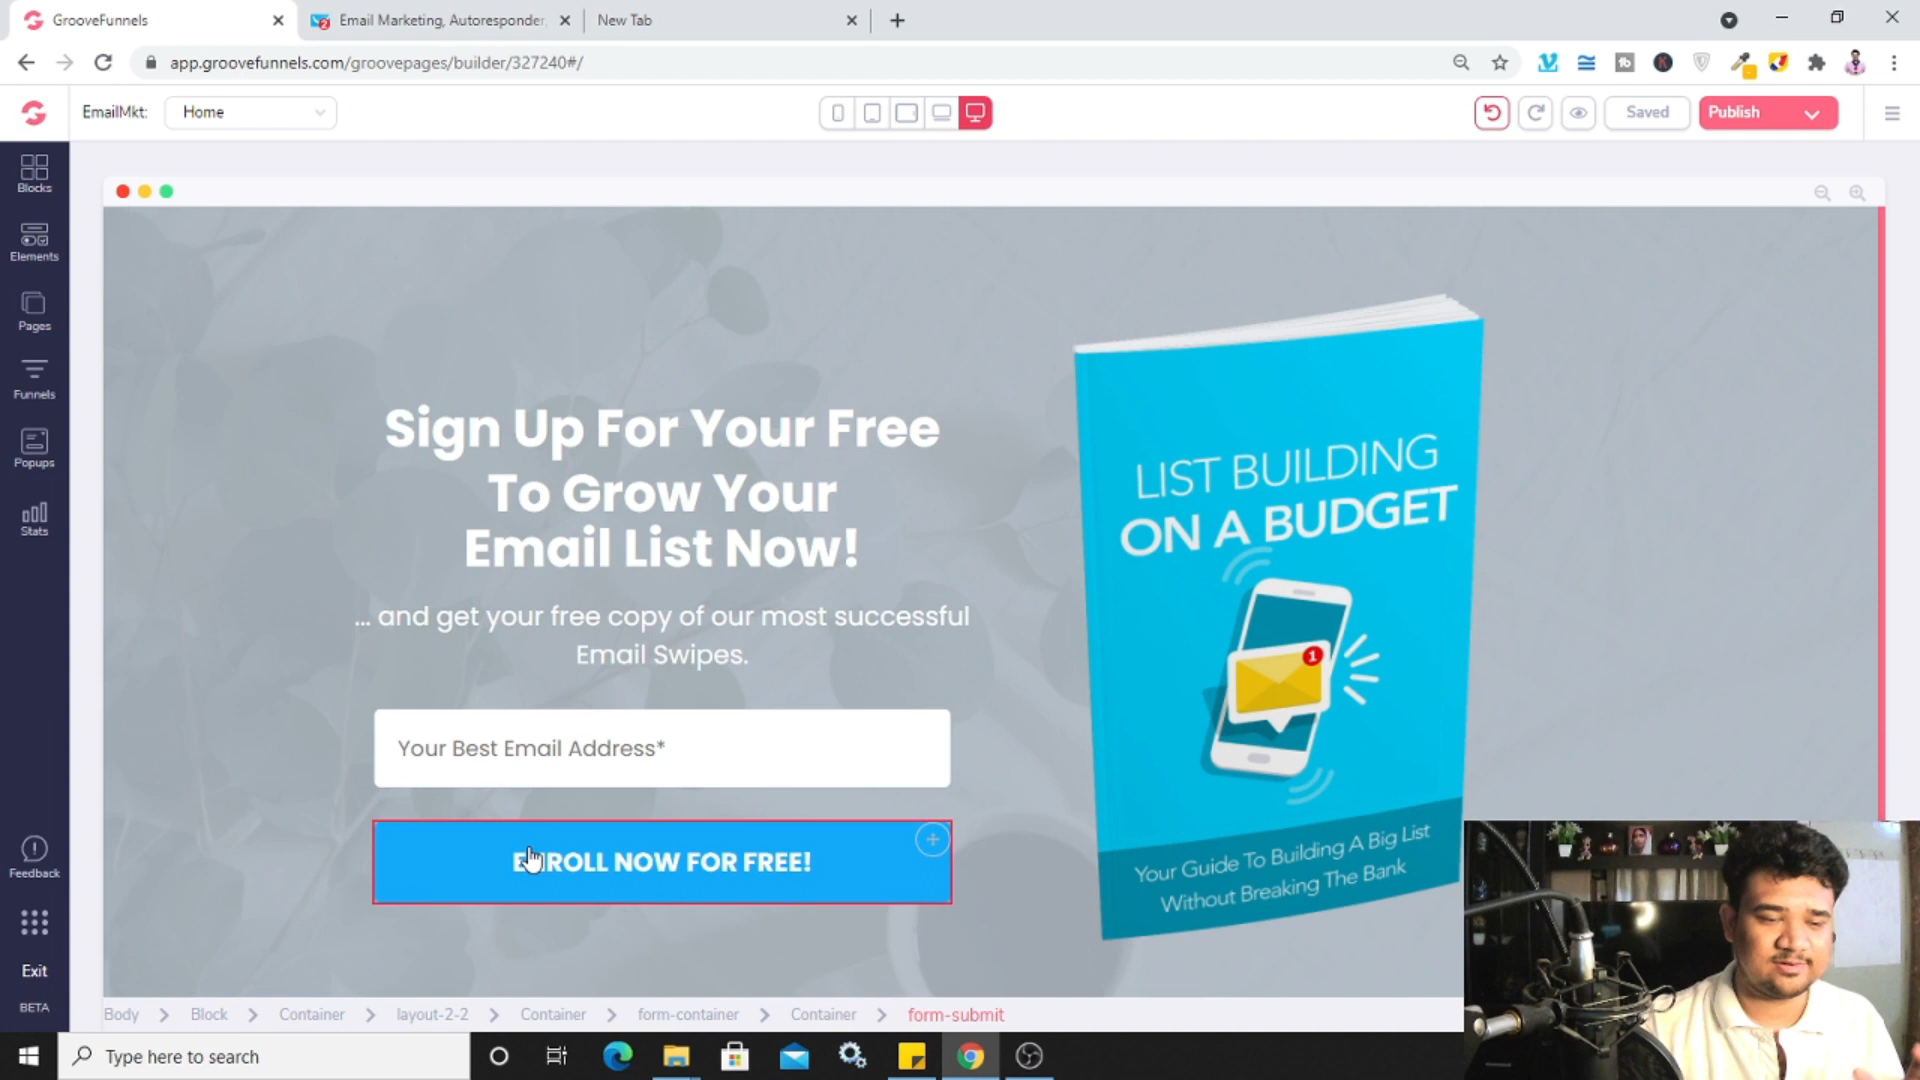 GrooveFunnels
Email Marketing, Autoresponder,
New Tab
app.groovefunnels.com/groovepages/builder/327240#/
EmailMkt:
Home
Saved
Publish
Blocks
Elements
Pages
Funnels
Popups
Stats
Feedback
Exit
BETA
Sign Up For Your Free
To Grow Your
Email List Now!
... and get your free copy of our most successful
Email Swipes.
Your Best Email Address*
ENROLL NOW FOR FREE!
LIST BUILDING
ON A BUDGET
1
Your Guide To Building A Big List
Without Breaking The Bank
Body
Block
Container
layout-2-2
Container
form-container
Container
form-submit
Type here to search